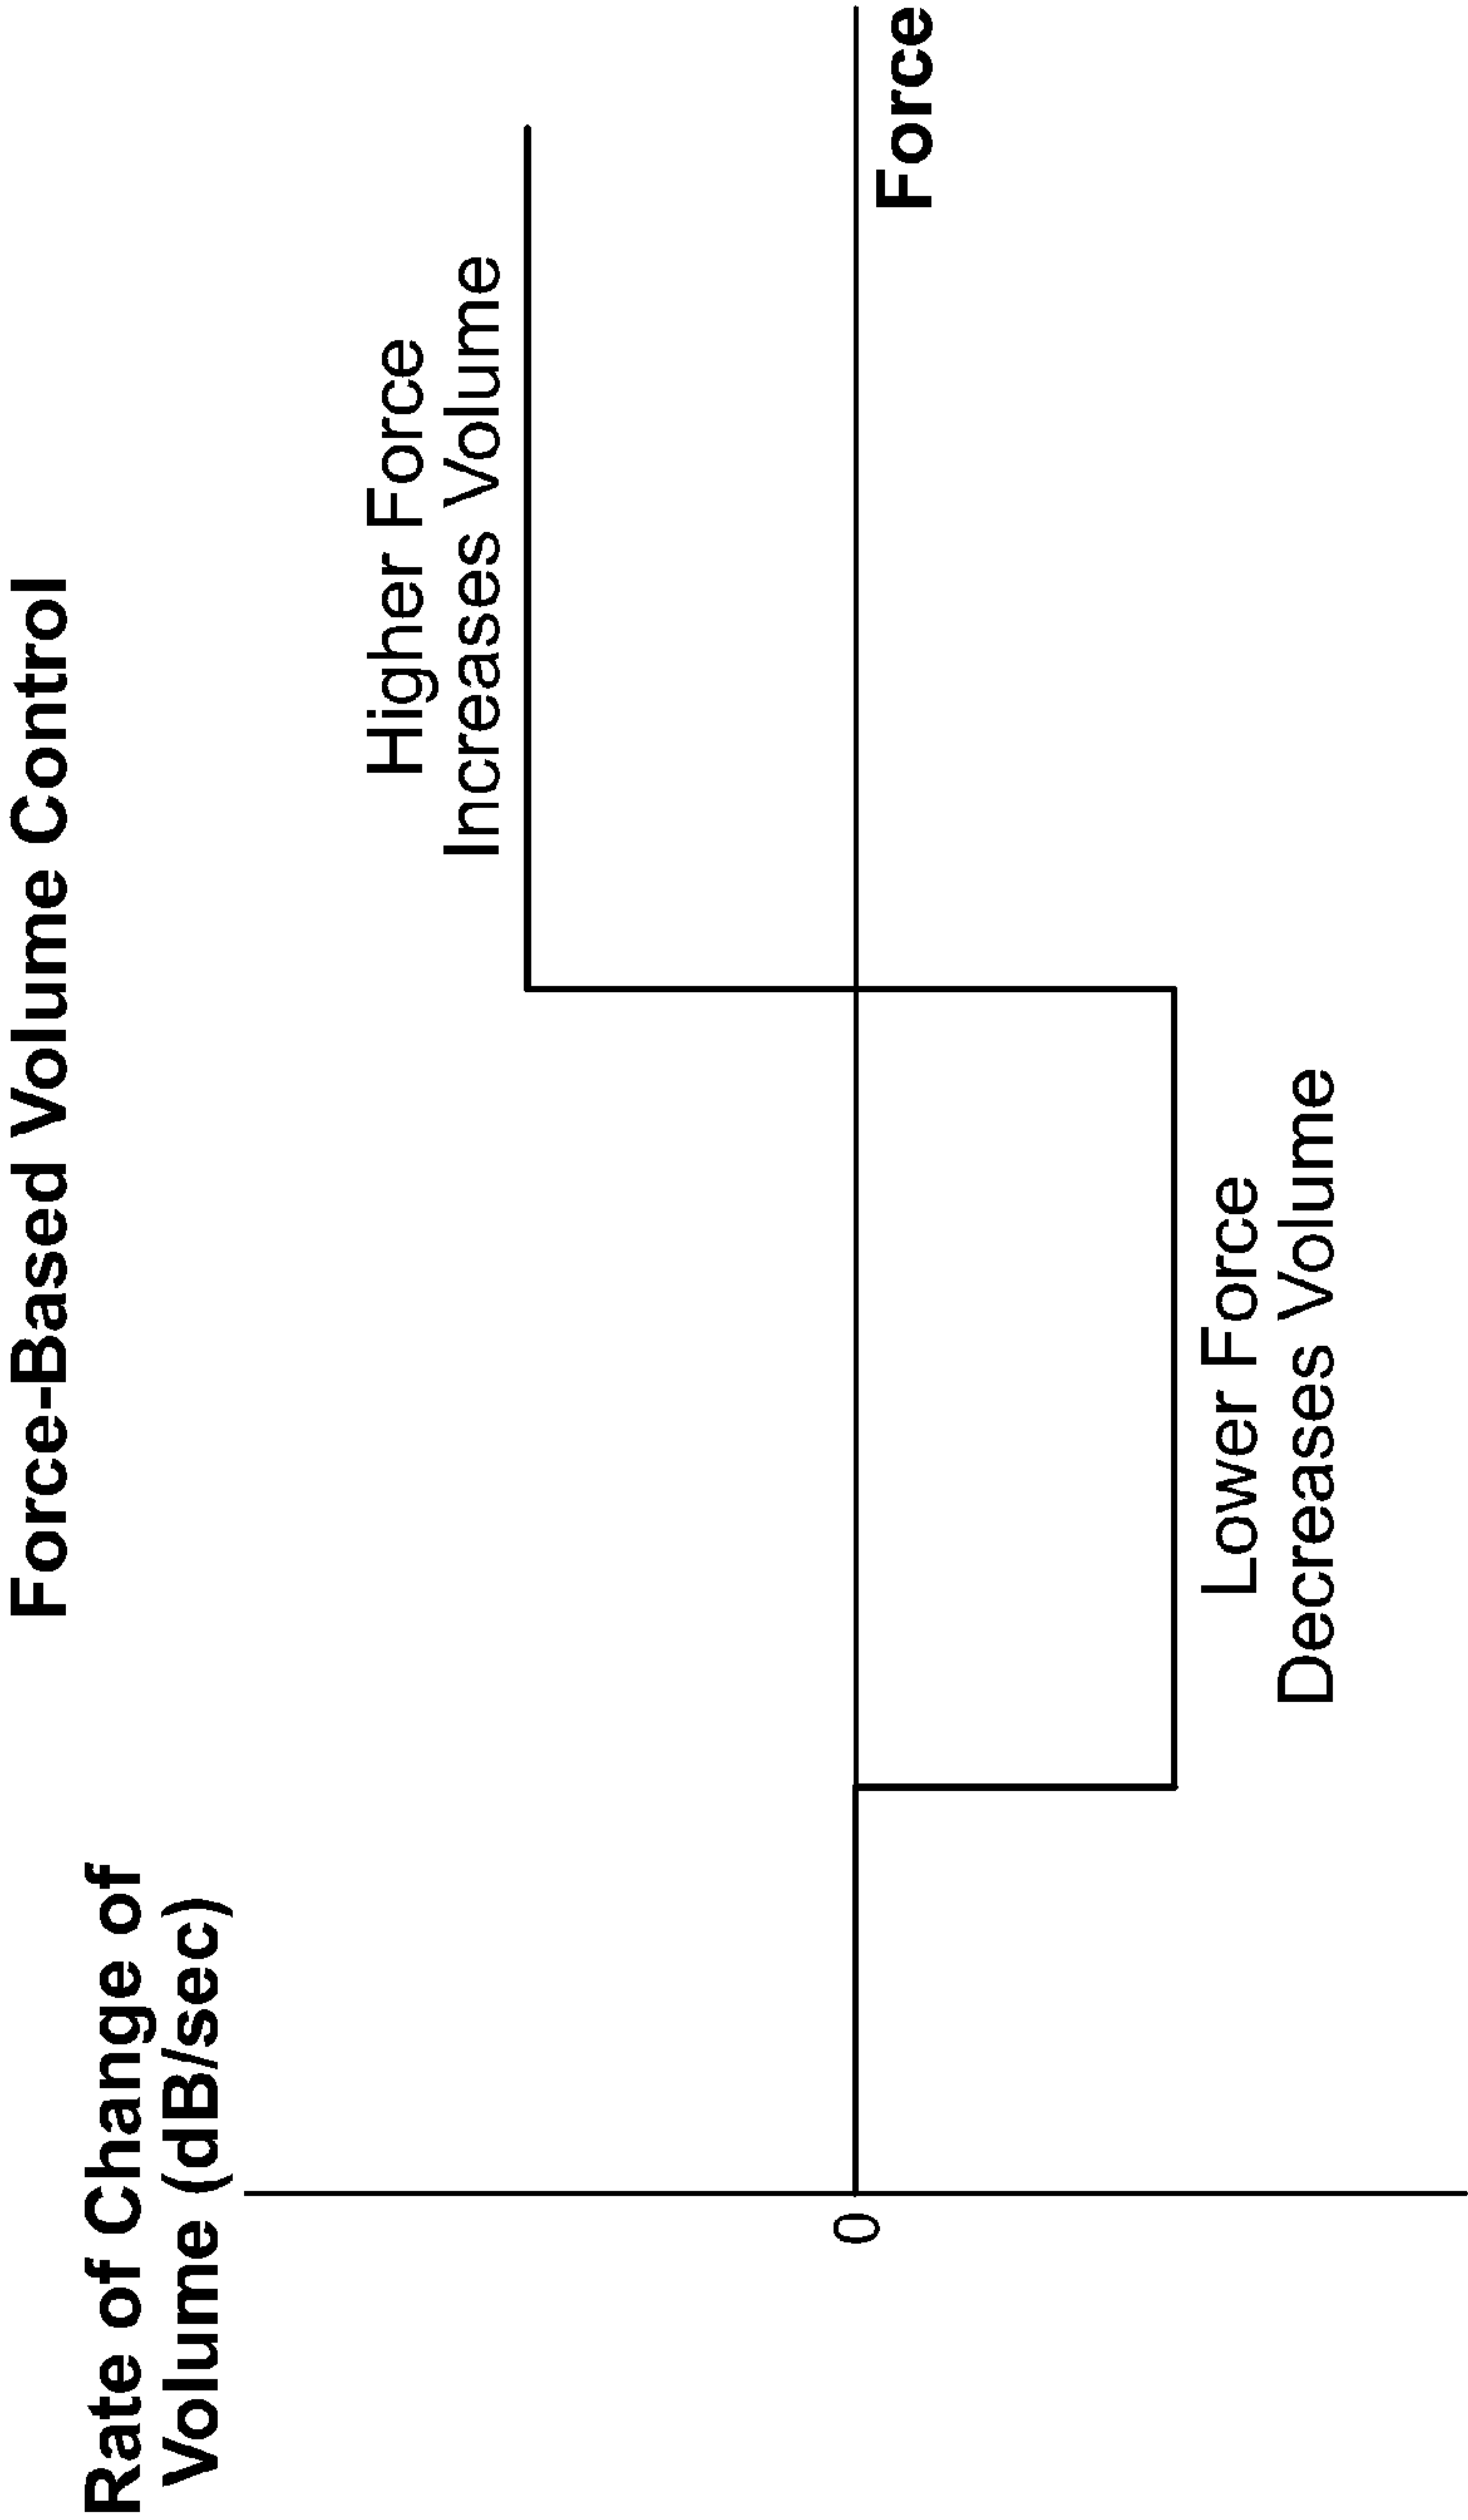 Force-Based Volume Control
Rate of Change of
Volume (dB/sec)
Higher Force
Increases Volume
0
Force
Lower Force
Decreases Volume